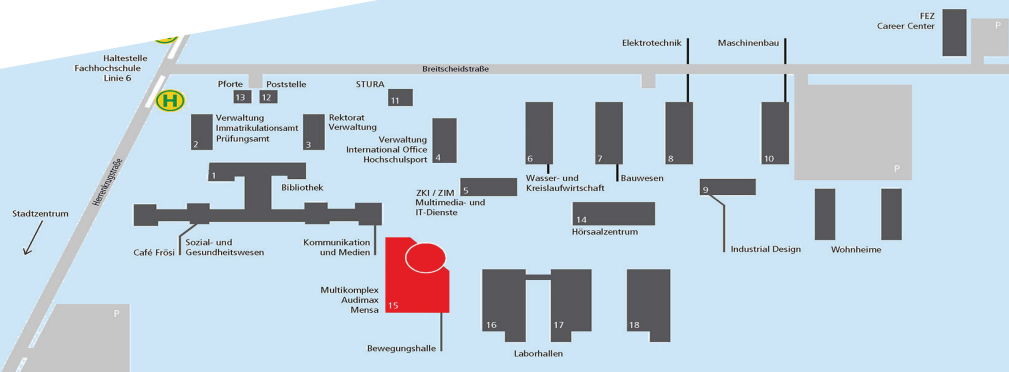 FEZ
Career Center
P
Elektrotechnik
Maschinenbau
Haltestelle
Fachhochschule
Linie 6
H
Breitscheidstraße
Pforte
Poststelle
13
12
STURA
11
Verwaltung
Immatrikulationsamt
Prüfungsamt
2
Rektorat
Verwaltung
3
Verwaltung
International Office
Hochschulsport
4
6
7
8
10
P
Wasser- und
Kreislaufwirtschaft
Bauwesen
1
Bibliothek
ZKI / ZIM
Multimedia- und
IT-Dienste
5
9
Herrenkrugstraße
Stadtzentrum
14
Hörsaalzentrum
Café Frösi
Sozial- und
Gesundheitswesen
Kommunikation
und Medien
Industrial Design
Wohnheime
Multikomplex
Audimax
Mensa
15
16
17
18
P
Bewegungshalle
Laborhallen